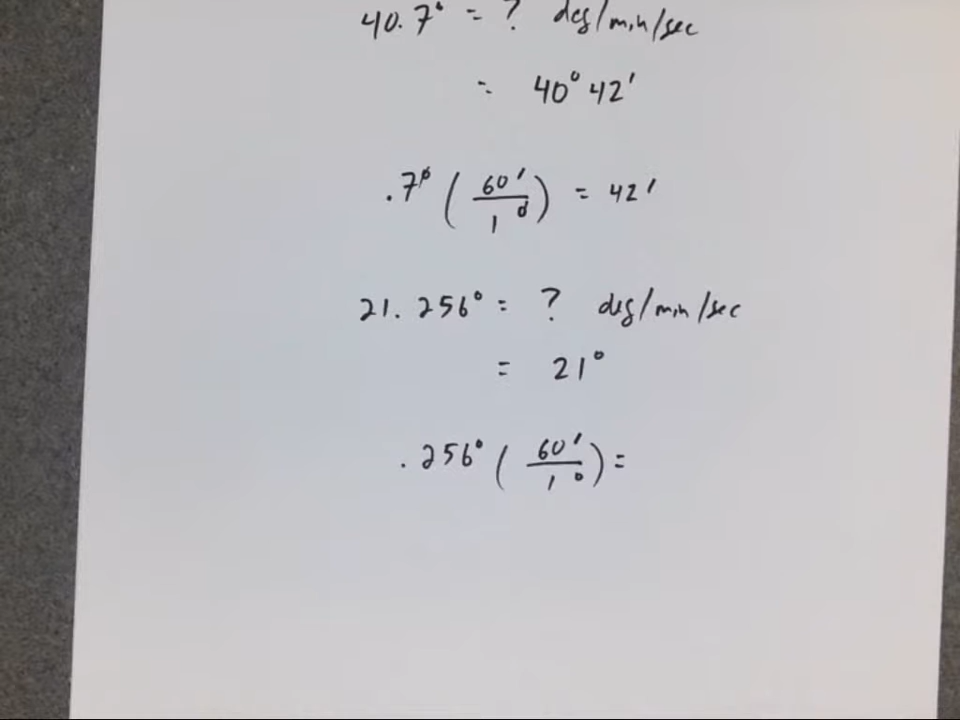 40.7° = ? deg/min/sec
= 40° 42'
.7° ( 60' / 1° ) = 42'
21.256° = ? deg/min/sec
= 21°
.256° ( 60' / 1° ) =